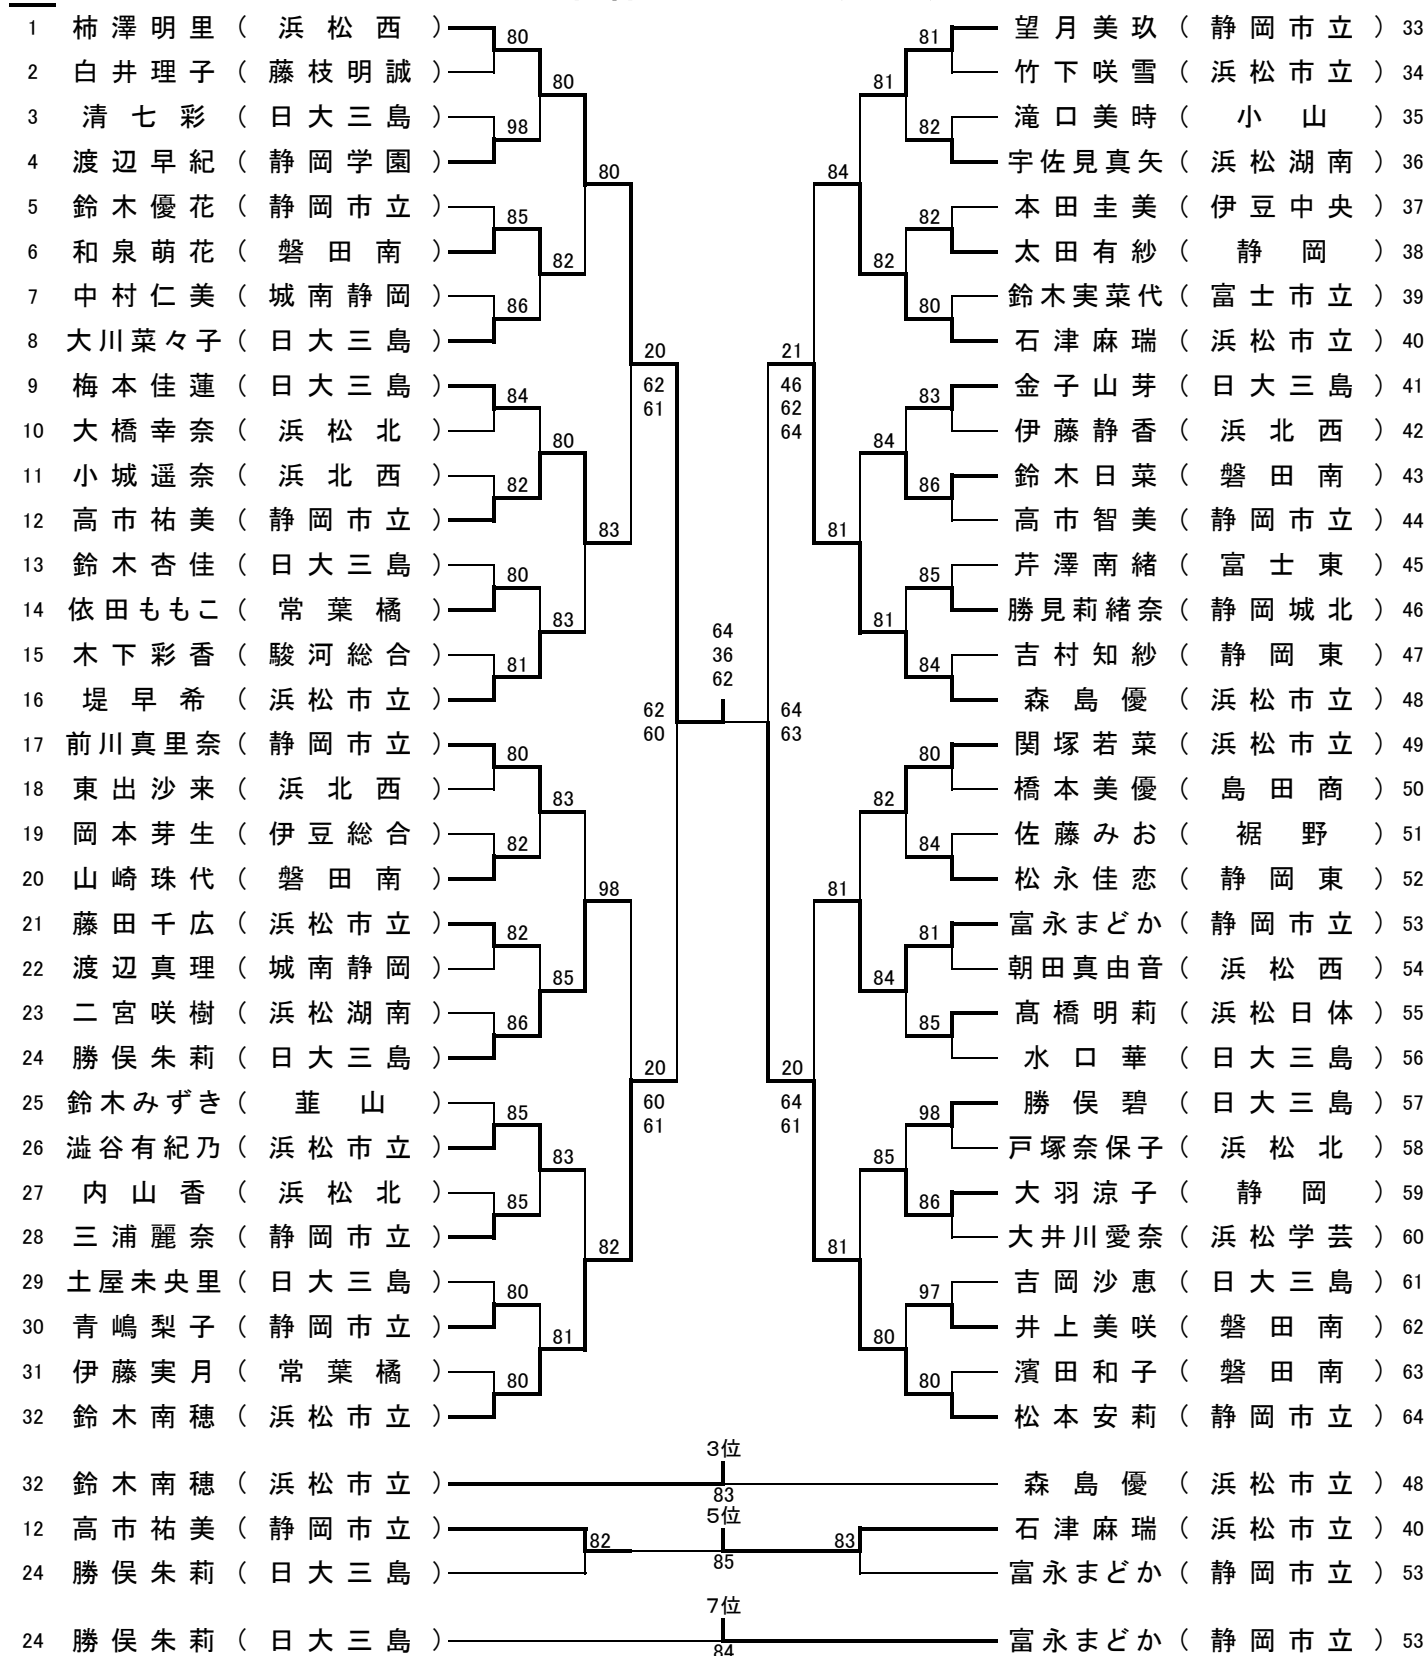 1 柿澤明里 ( 浜松西 ) 80 81 望月美玖 ( 静岡市立 ) 33
2 白井理子 ( 藤枝明誠 ) 80 81 竹下咲雪 ( 浜松市立 ) 34
3 清七彩 ( 日大三島 ) 98 82 滝口美時 ( 小山 ) 35
4 渡辺早紀 ( 静岡学園 ) 80 84 宇佐見真矢 ( 浜松湖南 ) 36
5 鈴木優花 ( 静岡市立 ) 85 82 本田圭美 ( 伊豆中央 ) 37
6 和泉萌花 ( 磐田南 ) 82 82 太田有紗 ( 静岡 ) 38
7 中村仁美 ( 城南静岡 ) 86 80 鈴木実菜代 ( 富士市立 ) 39
8 大川菜々子 ( 日大三島 ) 20 21 石津麻瑞 ( 浜松市立 ) 40
9 梅本佳蓮 ( 日大三島 ) 84 62 46 83 金子山芽 ( 日大三島 ) 41
61 62
10 大橋幸奈 ( 浜松北 ) 80 64 84 伊藤静香 ( 浜北西 ) 42
11 小城遥奈 ( 浜北西 ) 82 86 鈴木日菜 ( 磐田南 ) 43
12 高市祐美 ( 静岡市立 ) 83 81 高市智美 ( 静岡市立 ) 44
13 鈴木杏佳 ( 日大三島 ) 80 85 芹澤南緒 ( 富士東 ) 45
14 依田ももこ ( 常葉橘 ) 83 64 81 勝見莉緒奈 ( 静岡城北 ) 46
15 木下彩香 ( 駿河総合 ) 81 36 84 吉村知紗 ( 静岡東 ) 47
62
16 堤早希 ( 浜松市立 ) 62 64 森島優 ( 浜松市立 ) 48
17 前川真里奈 ( 静岡市立 ) 80 60 63 80 関塚若菜 ( 浜松市立 ) 49
18 東出沙来 ( 浜北西 ) 83 82 橋本美優 ( 島田商 ) 50
19 岡本芽生 ( 伊豆総合 ) 82 84 佐藤みお ( 裾野 ) 51
20 山崎珠代 ( 磐田南 ) 98 81 松永佳恋 ( 静岡東 ) 52
21 藤田千広 ( 浜松市立 ) 82 81 富永まどか ( 静岡市立 ) 53
22 渡辺真理 ( 城南静岡 ) 85 84 朝田真由音 ( 浜松西 ) 54
23 二宮咲樹 ( 浜松湖南 ) 86 85 髙橋明莉 ( 浜松日体 ) 55
24 勝俣朱莉 ( 日大三島 ) 20 20 水口華 ( 日大三島 ) 56
25 鈴木みずき ( 韮山 ) 85 60 64 98 勝俣碧 ( 日大三島 ) 57
61 61
26 澁谷有紀乃 ( 浜松市立 ) 83 85 戸塚奈保子 ( 浜松北 ) 58
27 内山香 ( 浜松北 ) 85 86 大羽涼子 ( 静岡 ) 59
28 三浦麗奈 ( 静岡市立 ) 82 81 大井川愛奈 ( 浜松学芸 ) 60
29 土屋未央里 ( 日大三島 ) 80 97 吉岡沙恵 ( 日大三島 ) 61
30 青嶋梨子 ( 静岡市立 ) 81 80 井上美咲 ( 磐田南 ) 62
31 伊藤実月 ( 常葉橘 ) 80 80 濱田和子 ( 磐田南 ) 63
32 鈴木南穂 ( 浜松市立 ) 松本安莉 ( 静岡市立 ) 64
3位
32 鈴木南穂 ( 浜松市立 ) 83 森島優 ( 浜松市立 ) 48
5位
12 高市祐美 ( 静岡市立 ) 82 83 石津麻瑞 ( 浜松市立 ) 40
85
24 勝俣朱莉 ( 日大三島 ) 富永まどか ( 静岡市立 ) 53
7位
24 勝俣朱莉 ( 日大三島 ) 84 富永まどか ( 静岡市立 ) 53